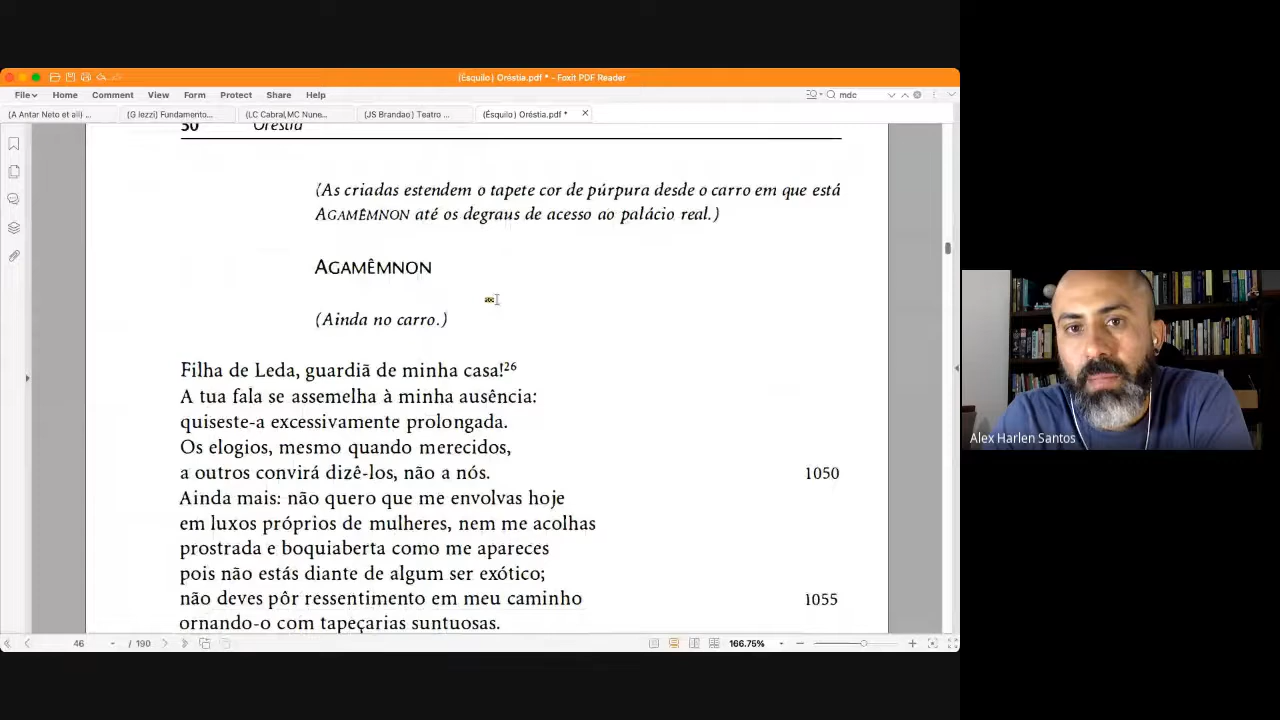 (Ésquilo) Oréstia.pdf * - Foxit PDF Reader
File Home Comment View Form Protect Share Help
mdc
(A Antar Neto et all) ...
(G Iezzi) Fundamento...
(LC Cabral,MC Nune...
(JS Brandao) Teatro ...
(Ésquilo) Oréstia.pdf *
50 Oréstia
(As criadas estendem o tapete cor de púrpura desde o carro em que está
AGAMÊMNON até os degraus de acesso ao palácio real.)
AGAMÊMNON
(Ainda no carro.)
Filha de Leda, guardiã de minha casa!26
A tua fala se assemelha à minha ausência:
quiseste-a excessivamente prolongada.
Os elogios, mesmo quando merecidos,
a outros convirá dizê-los, não a nós. 1050
Ainda mais: não quero que me envolvas hoje
em luxos próprios de mulheres, nem me acolhas
prostrada e boquiaberta como me apareces
pois não estás diante de algum ser exótico;
não deves pôr ressentimento em meu caminho 1055
ornando-o com tapeçarias suntuosas.
46 / 190
166.75%
Alex Harlen Santos